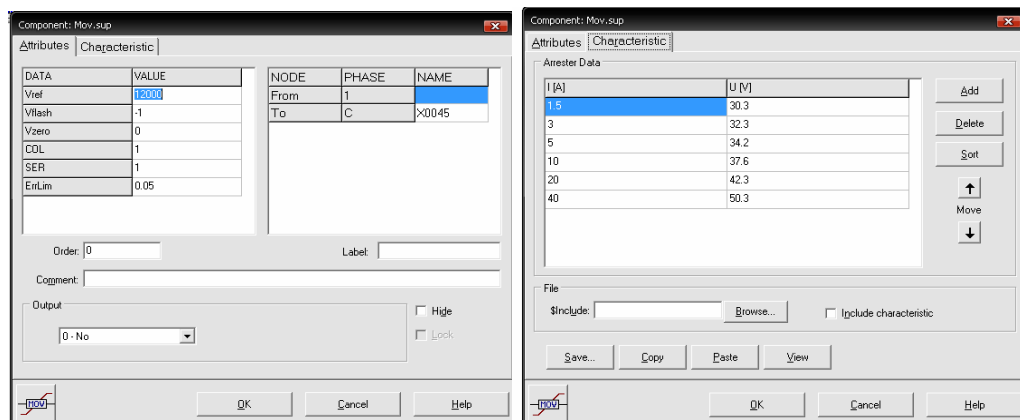 Component: Mov.sup
Attributes Characteristic
DATA VALUE
Vref 12000
Vflash -1
Vzero 0
COL 1
SER 1
ErrLim 0.05
NODE PHASE NAME
From 1
To C X0045
Order: 0
Label:
Comment:
Output
0 - No
Hide
Lock
MOV
OK Cancel Help
Component: Mov.sup
Attributes Characteristic
Arrester Data
I [A] U [V]
1.5 30.3
3 32.3
5 34.2
10 37.6
20 42.3
40 50.3
Add
Delete
Sort
Move
File
$Include:
Browse...
Include characteristic
Save... Copy Paste View
MOV
OK Cancel Help